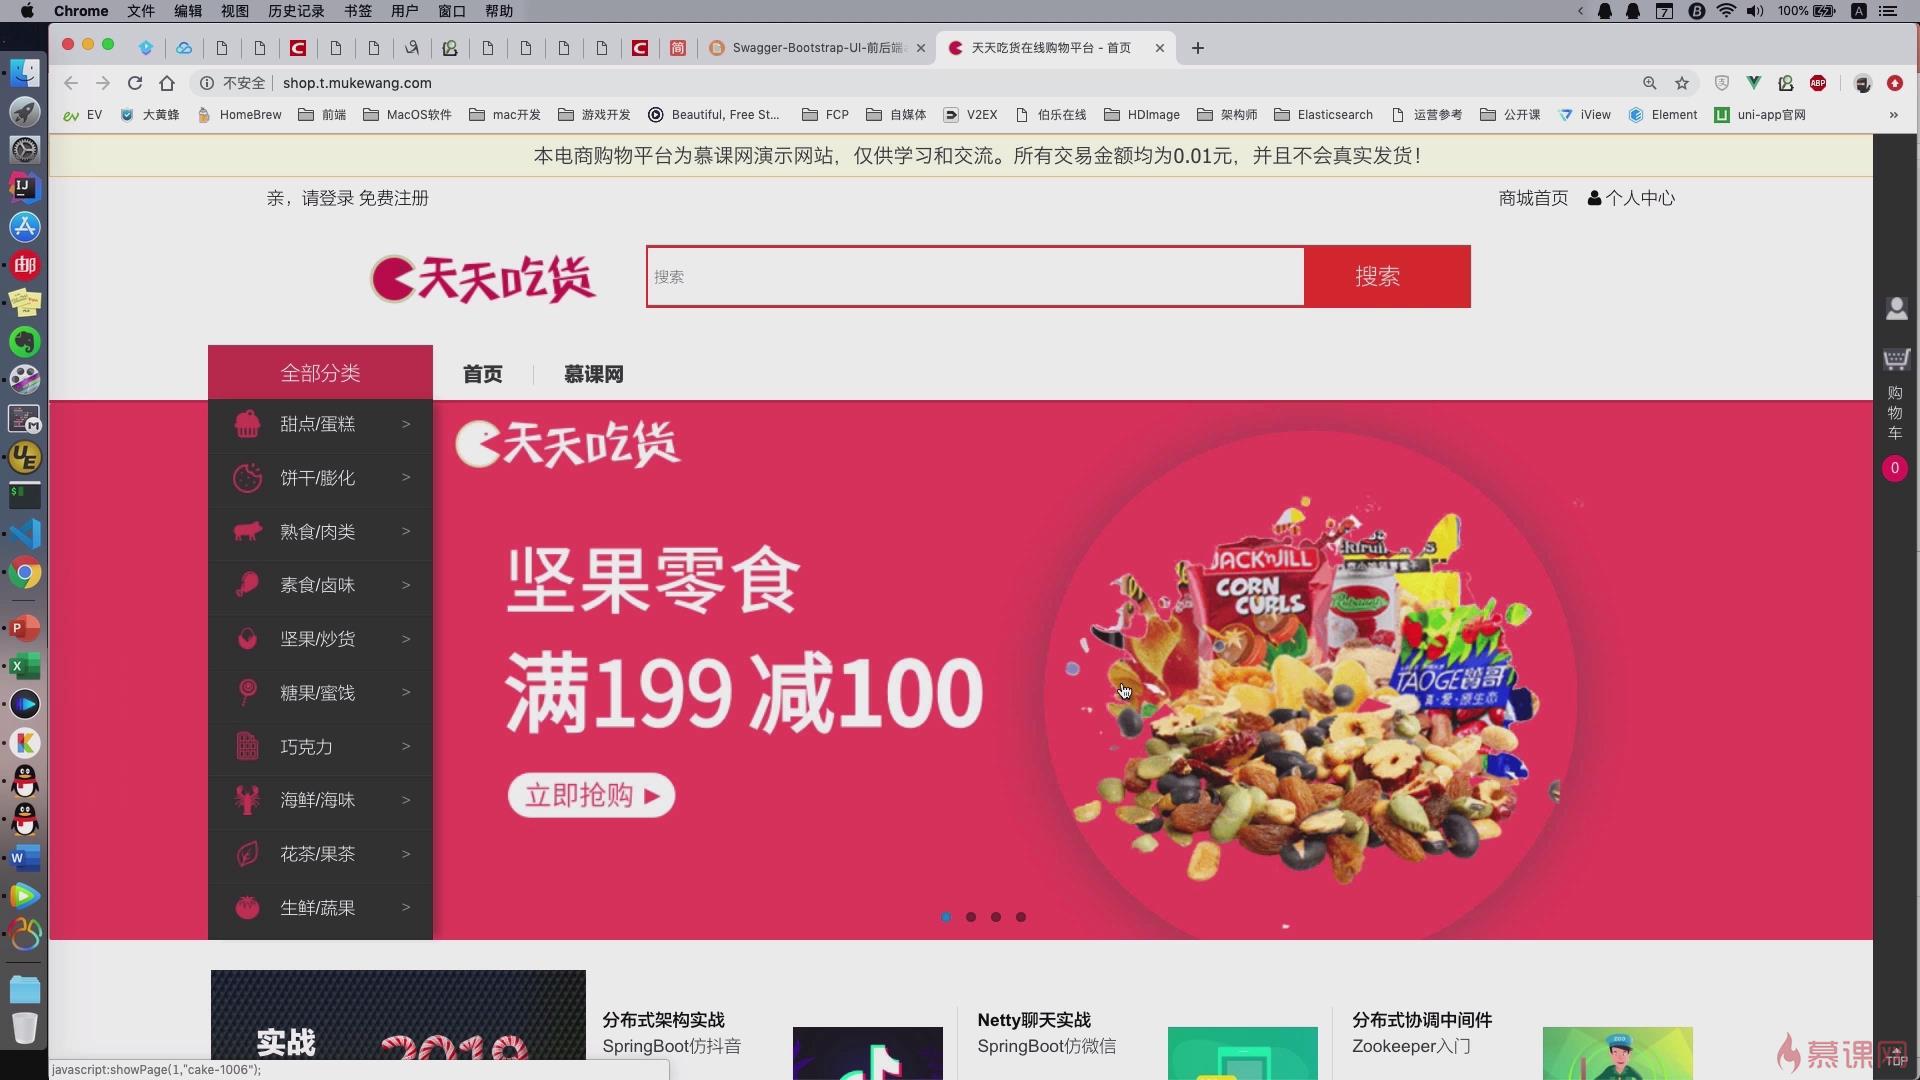 Chrome 文件 编辑 视图 历史记录 书签 用户 窗口 帮助
7 100% A
Swagger-Bootstrap-UI-前后端 天天吃货在线购物平台 - 首页
不安全 shop.t.mukewang.com ABP
EV 大黄蜂 HomeBrew 前端 MacOS软件 mac开发 游戏开发 Beautiful, Free St... FCP 自媒体 V2EX 伯乐在线 HDImage 架构师 Elasticsearch 运营参考 公开课 iView Element uni-app官网 »
本电商购物平台为慕课网演示网站，仅供学习和交流。所有交易金额均为0.01元，并且不会真实发货！
亲，请登录 免费注册 商城首页 个人中心
天天吃货 搜索 搜索
全部分类 首页 慕课网
甜点/蛋糕 >
饼干/膨化 >
熟食/肉类 >
素食/卤味 >
坚果/炒货 >
糖果/蜜饯 >
巧克力 >
海鲜/海味 >
花茶/果茶 >
生鲜/蔬果 >
天天吃货
坚果零食
满199 减100
立即抢购 ▶
JACK'nJILL
CORN CURLS
TAOGE
真·爱·原生态
购物车
0
实战
2019
分布式架构实战
SpringBoot仿抖音
Netty聊天实战
SpringBoot仿微信
分布式协调中间件
Zookeeper入门
ZOO
慕课网
TOP
javascript:showPage(1,"cake-1006");